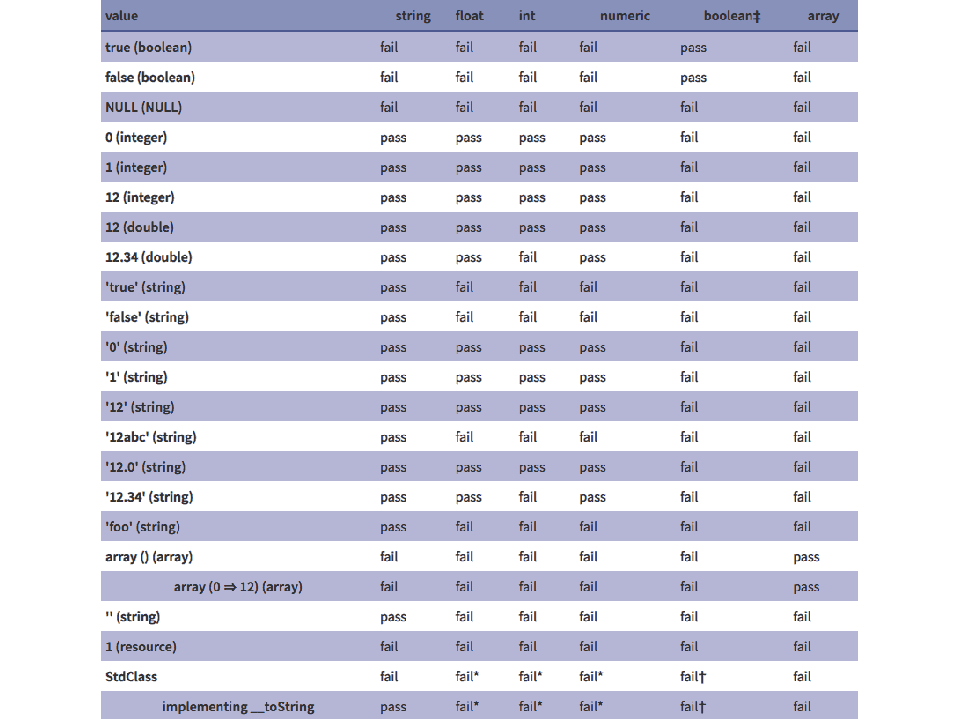 value string float int numeric boolean‡ array
true (boolean) fail fail fail fail pass fail
false (boolean) fail fail fail fail pass fail
NULL (NULL) fail fail fail fail fail fail
0 (integer) pass pass pass pass fail fail
1 (integer) pass pass pass pass fail fail
12 (integer) pass pass pass pass fail fail
12 (double) pass pass pass pass fail fail
12.34 (double) pass pass fail pass fail fail
'true' (string) pass fail fail fail fail fail
'false' (string) pass fail fail fail fail fail
'0' (string) pass pass pass pass fail fail
'1' (string) pass pass pass pass fail fail
'12' (string) pass pass pass pass fail fail
'12abc' (string) pass fail fail fail fail fail
'12.0' (string) pass pass pass pass fail fail
'12.34' (string) pass pass fail pass fail fail
'foo' (string) pass fail fail fail fail fail
array () (array) fail fail fail fail fail pass
array (0 ⇒ 12) (array) fail fail fail fail fail pass
'' (string) pass fail fail fail fail fail
1 (resource) fail fail fail fail fail fail
StdClass fail fail* fail* fail* fail† fail
implementing __toString pass fail* fail* fail* fail† fail